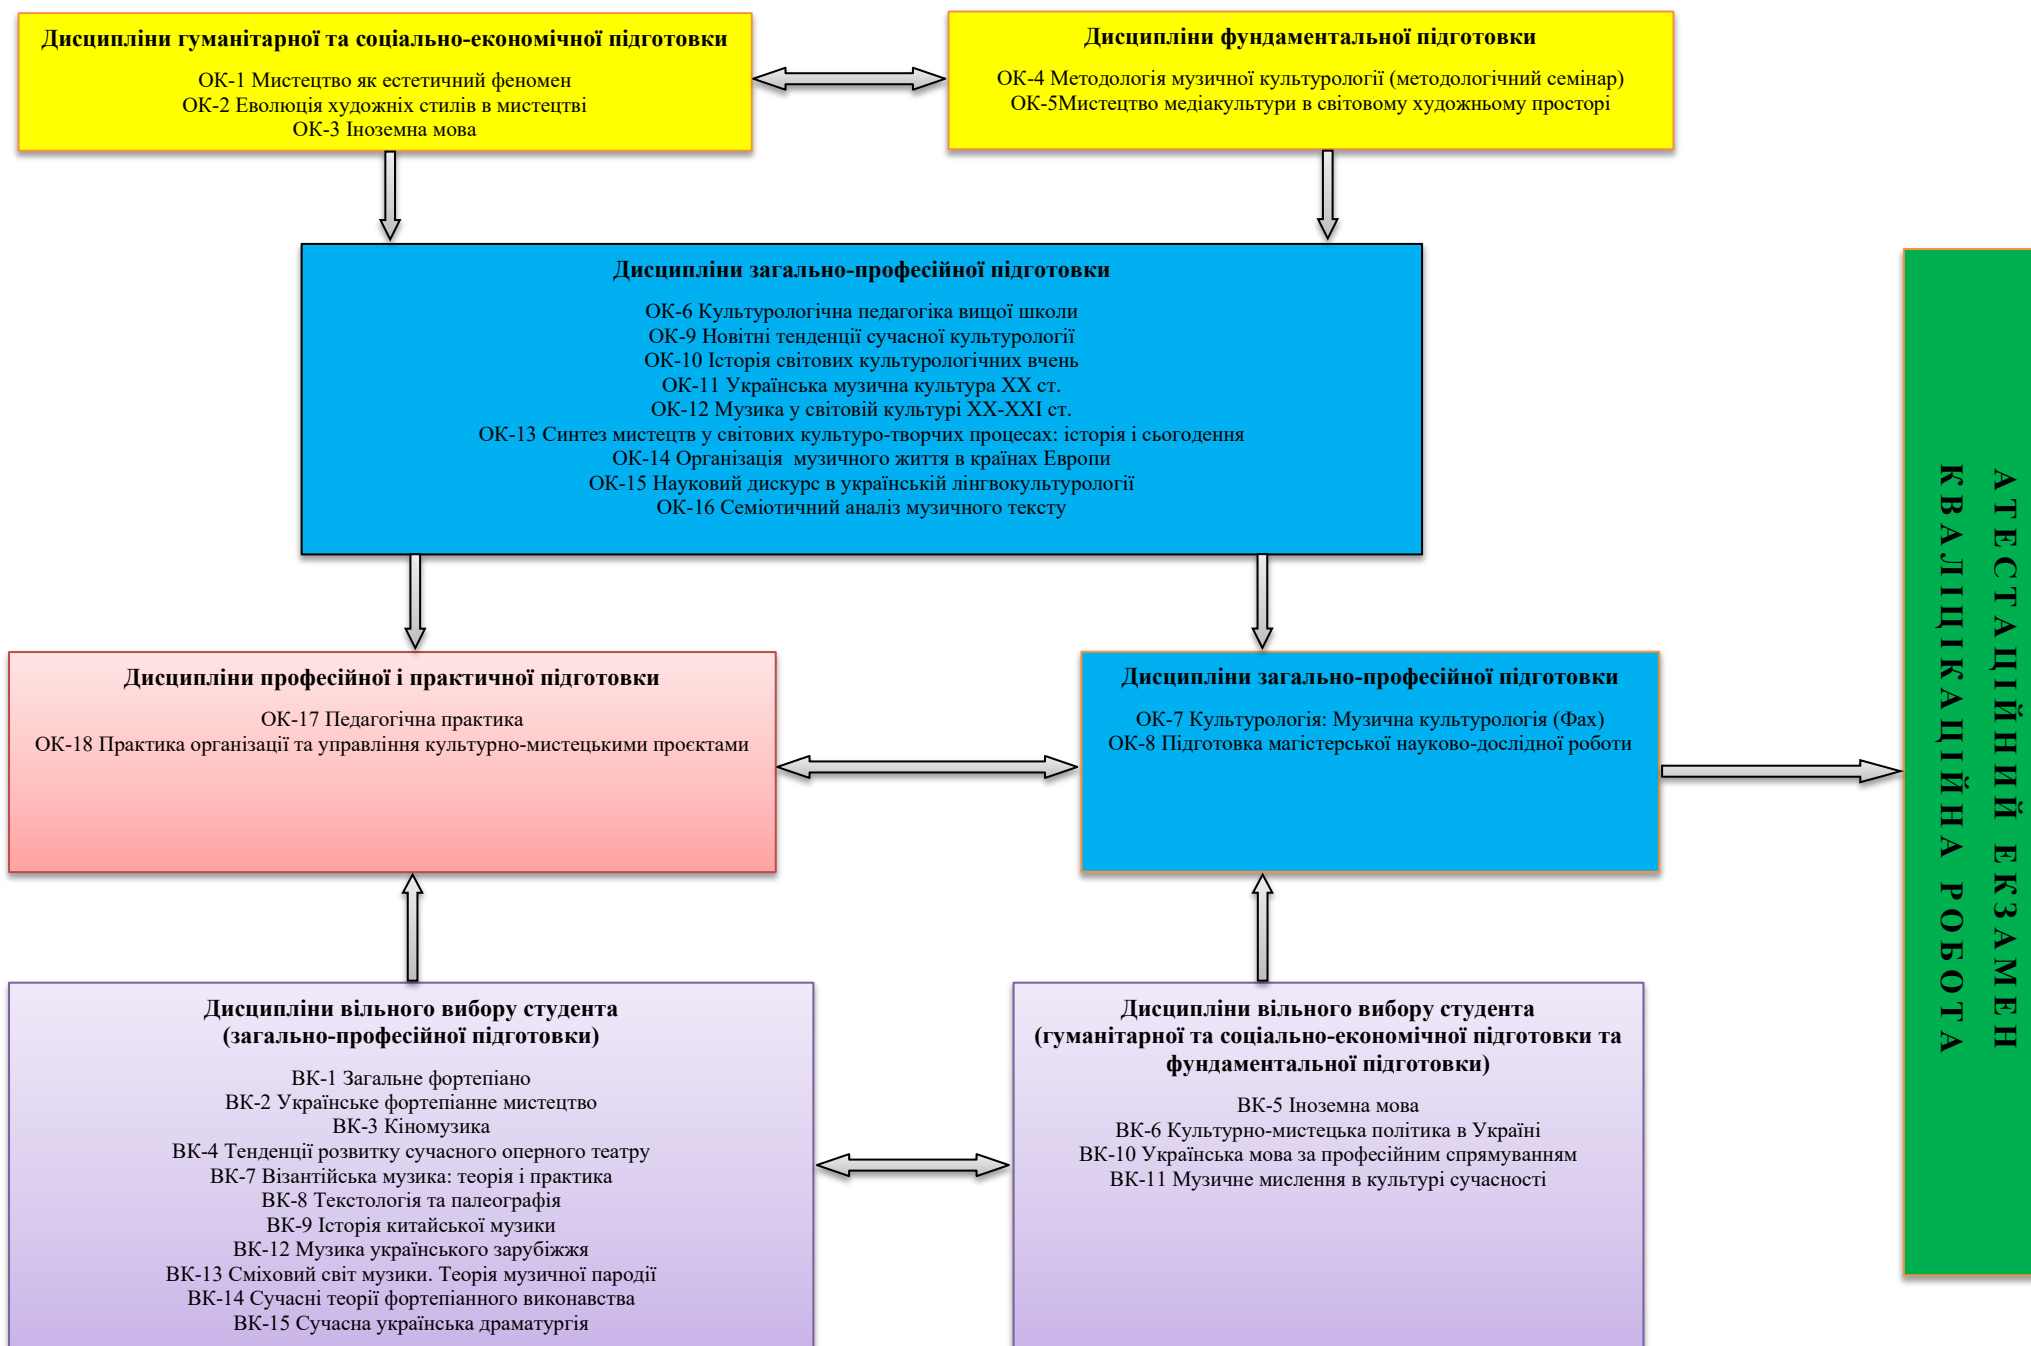 Дисципліни гуманітарної та соціально-економічної підготовки
ОК-1 Мистецтво як естетичний феномен
ОК-2 Еволюція художніх стилів в мистецтві
ОК-3 Іноземна мова
Дисципліни фундаментальної підготовки
ОК-4 Методологія музичної культурології (методологічний семінар)
ОК-5Мистецтво медіакультури в світовому художньому просторі
Дисципліни загально-професійної підготовки
ОК-6 Культурологічна педагогіка вищої школи
ОК-9 Новітні тенденції сучасної культурології
ОК-10 Історія світових культурологічних вчень
ОК-11 Українська музична культура ХХ ст.
ОК-12 Музика у світовій культурі ХХ-ХХІ ст.
ОК-13 Синтез мистецтв у світових культуро-творчих процесах: історія і сьогодення
ОК-14 Організація  музичного життя в країнах Европи
ОК-15 Науковий дискурс в українській лінгвокультурології
ОК-16 Семіотичний аналіз музичного тексту
Дисципліни професійної і практичної підготовки
ОК-17 Педагогічна практика
ОК-18 Практика організації та управління культурно-мистецькими проєктами
Дисципліни загально-професійної підготовки
ОК-7 Культурологія: Музична культурологія (Фах)
ОК-8 Підготовка магістерської науково-дослідної роботи
Дисципліни вільного вибору студента
(загально-професійної підготовки)
ВК-1 Загальне фортепіано
ВК-2 Українське фортепіанне мистецтво
ВК-3 Кіномузика
ВК-4 Тенденції розвитку сучасного оперного театру
ВК-7 Візантійська музика: теорія і практика
ВК-8 Текстологія та палеографія
ВК-9 Історія китайської музики
ВК-12 Музика українського зарубіжжя
ВК-13 Сміховий світ музики. Теорія музичної пародії
ВК-14 Сучасні теорії фортепіанного виконавства
ВК-15 Сучасна українська драматургія
Дисципліни вільного вибору студента
(гуманітарної та соціально-економічної підготовки та
фундаментальної підготовки)
ВК-5 Іноземна мова
ВК-6 Культурно-мистецька політика в Україні
ВК-10 Українська мова за професійним спрямуванням
ВК-11 Музичне мислення в культурі сучасності
АТЕСТАЦІЙНИЙ ЕКЗАМЕН
КВАЛІЦІКАЦІЙНА РОБОТА